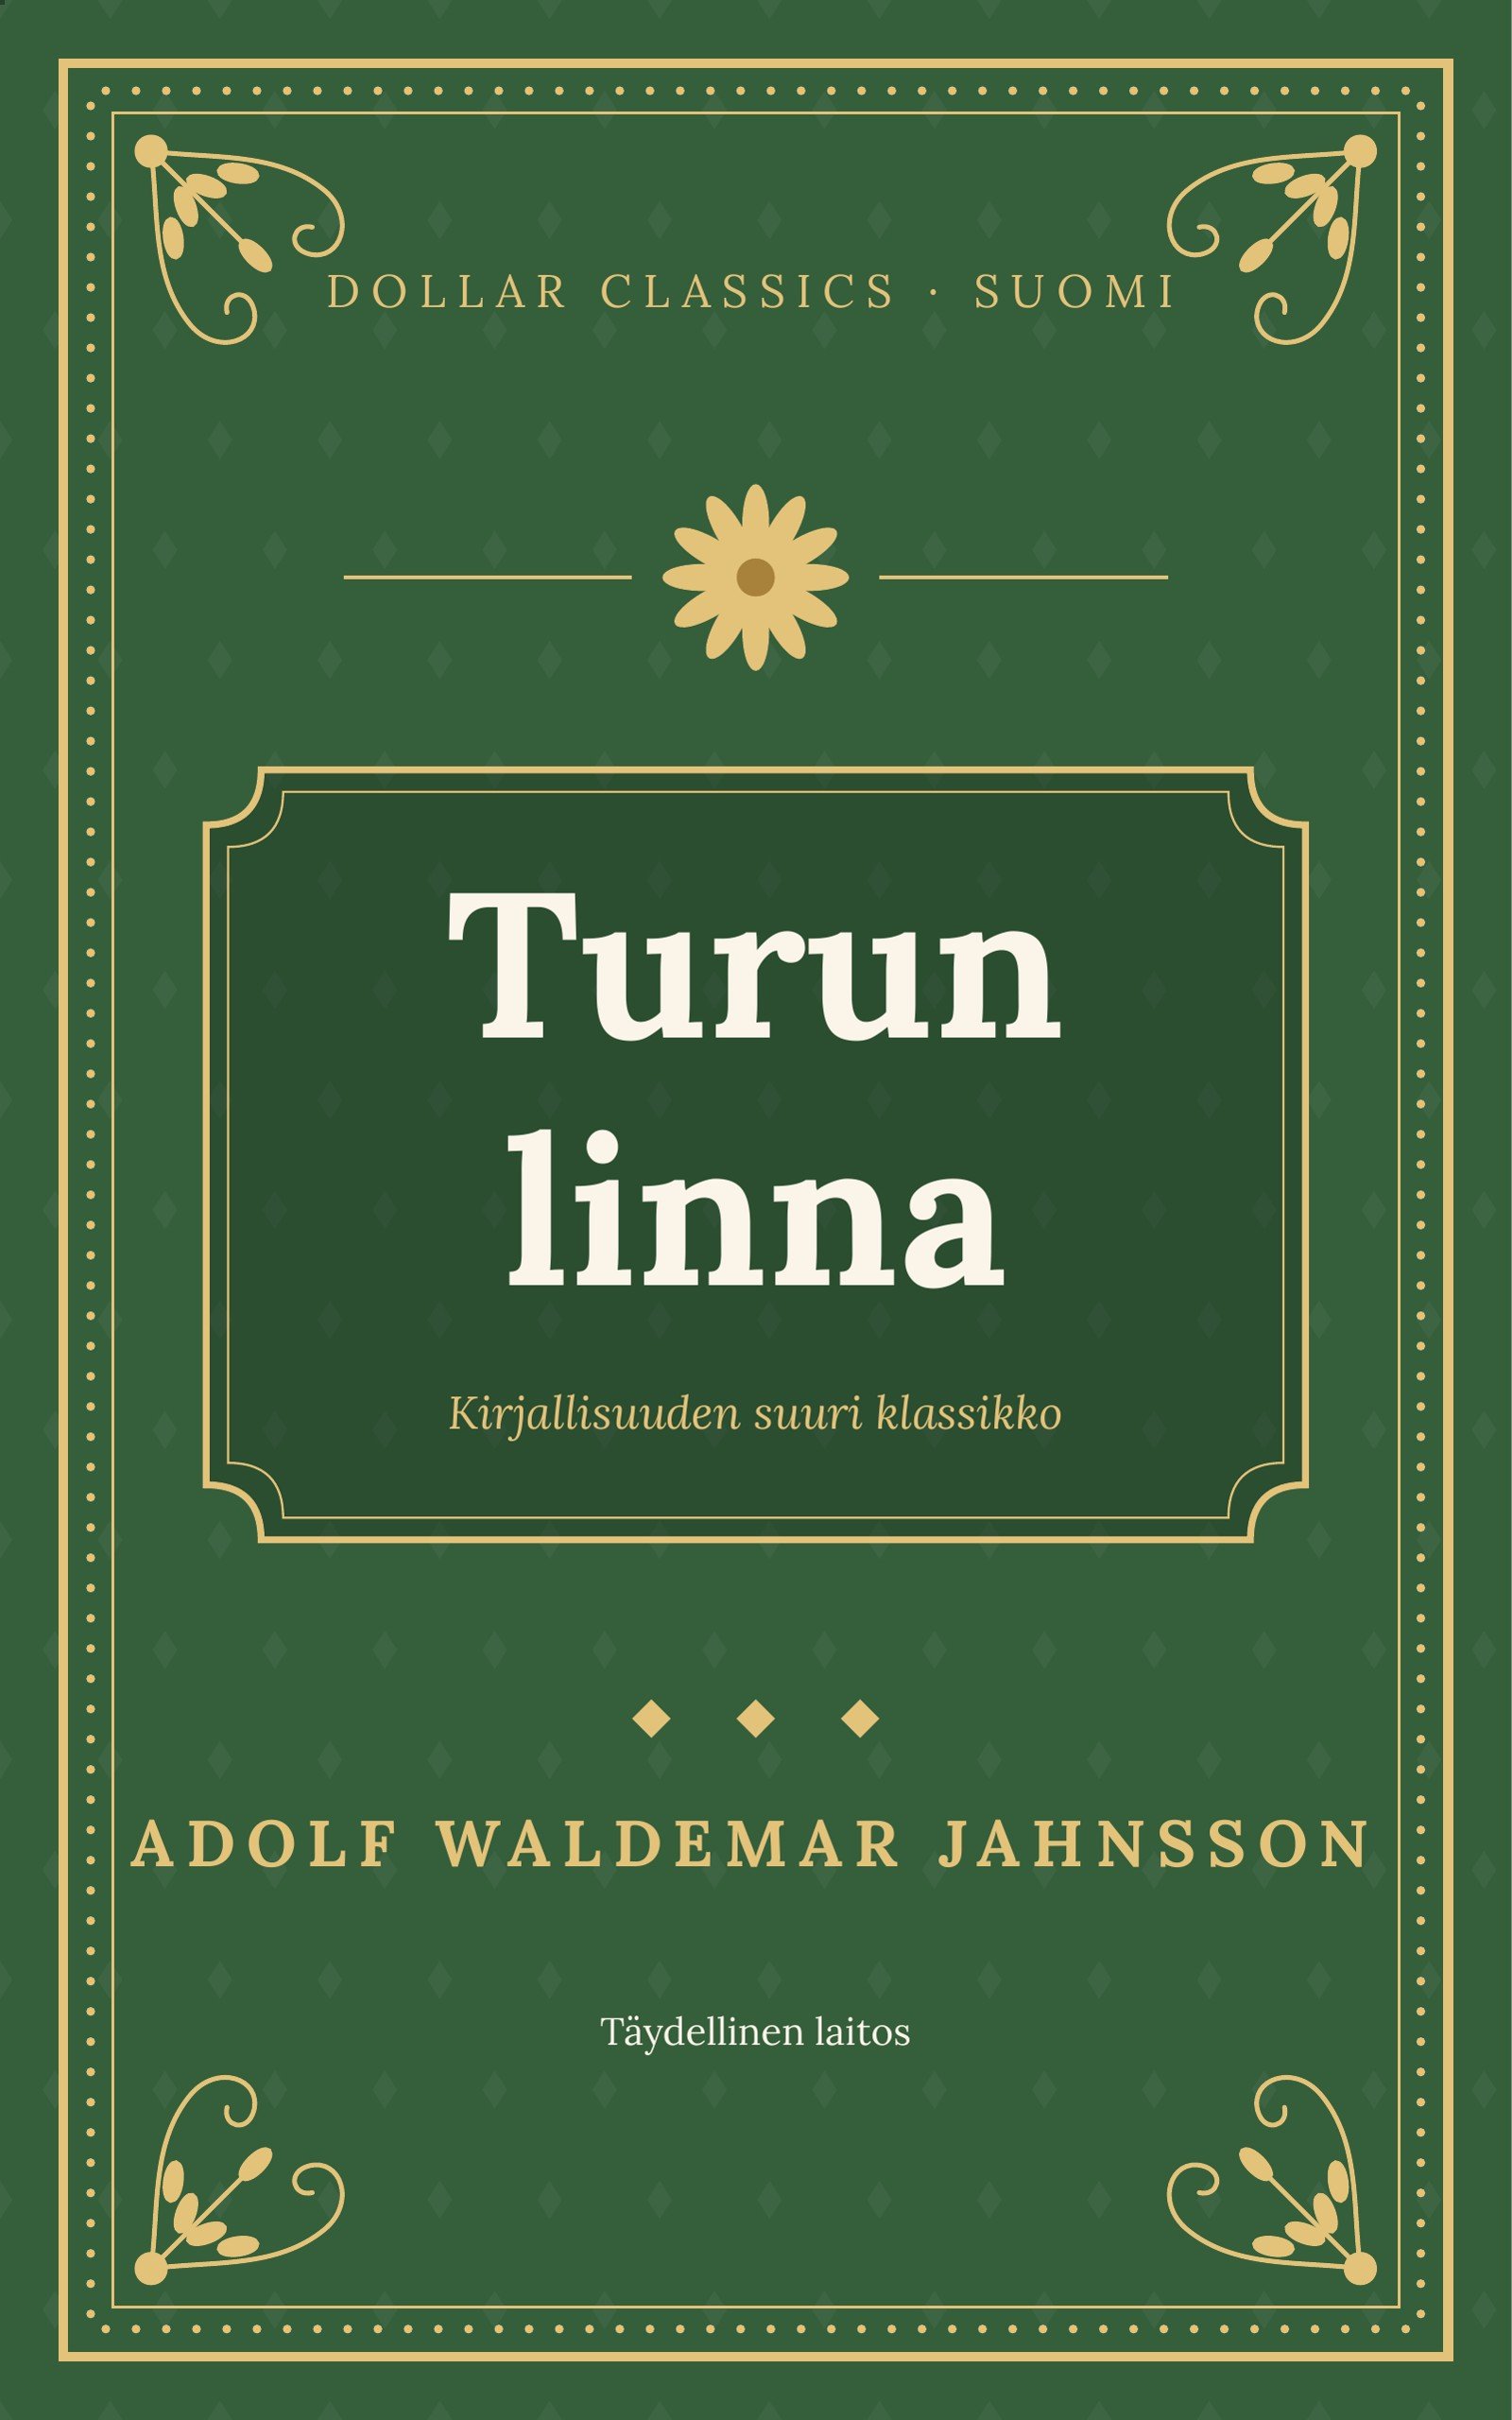 DOLLAR CLASSICS · SUOMI
Turun
linna
Kirjallisuuden suuri klassikko
ADOLF WALDEMAR JAHNSSON
Täydellinen laitos